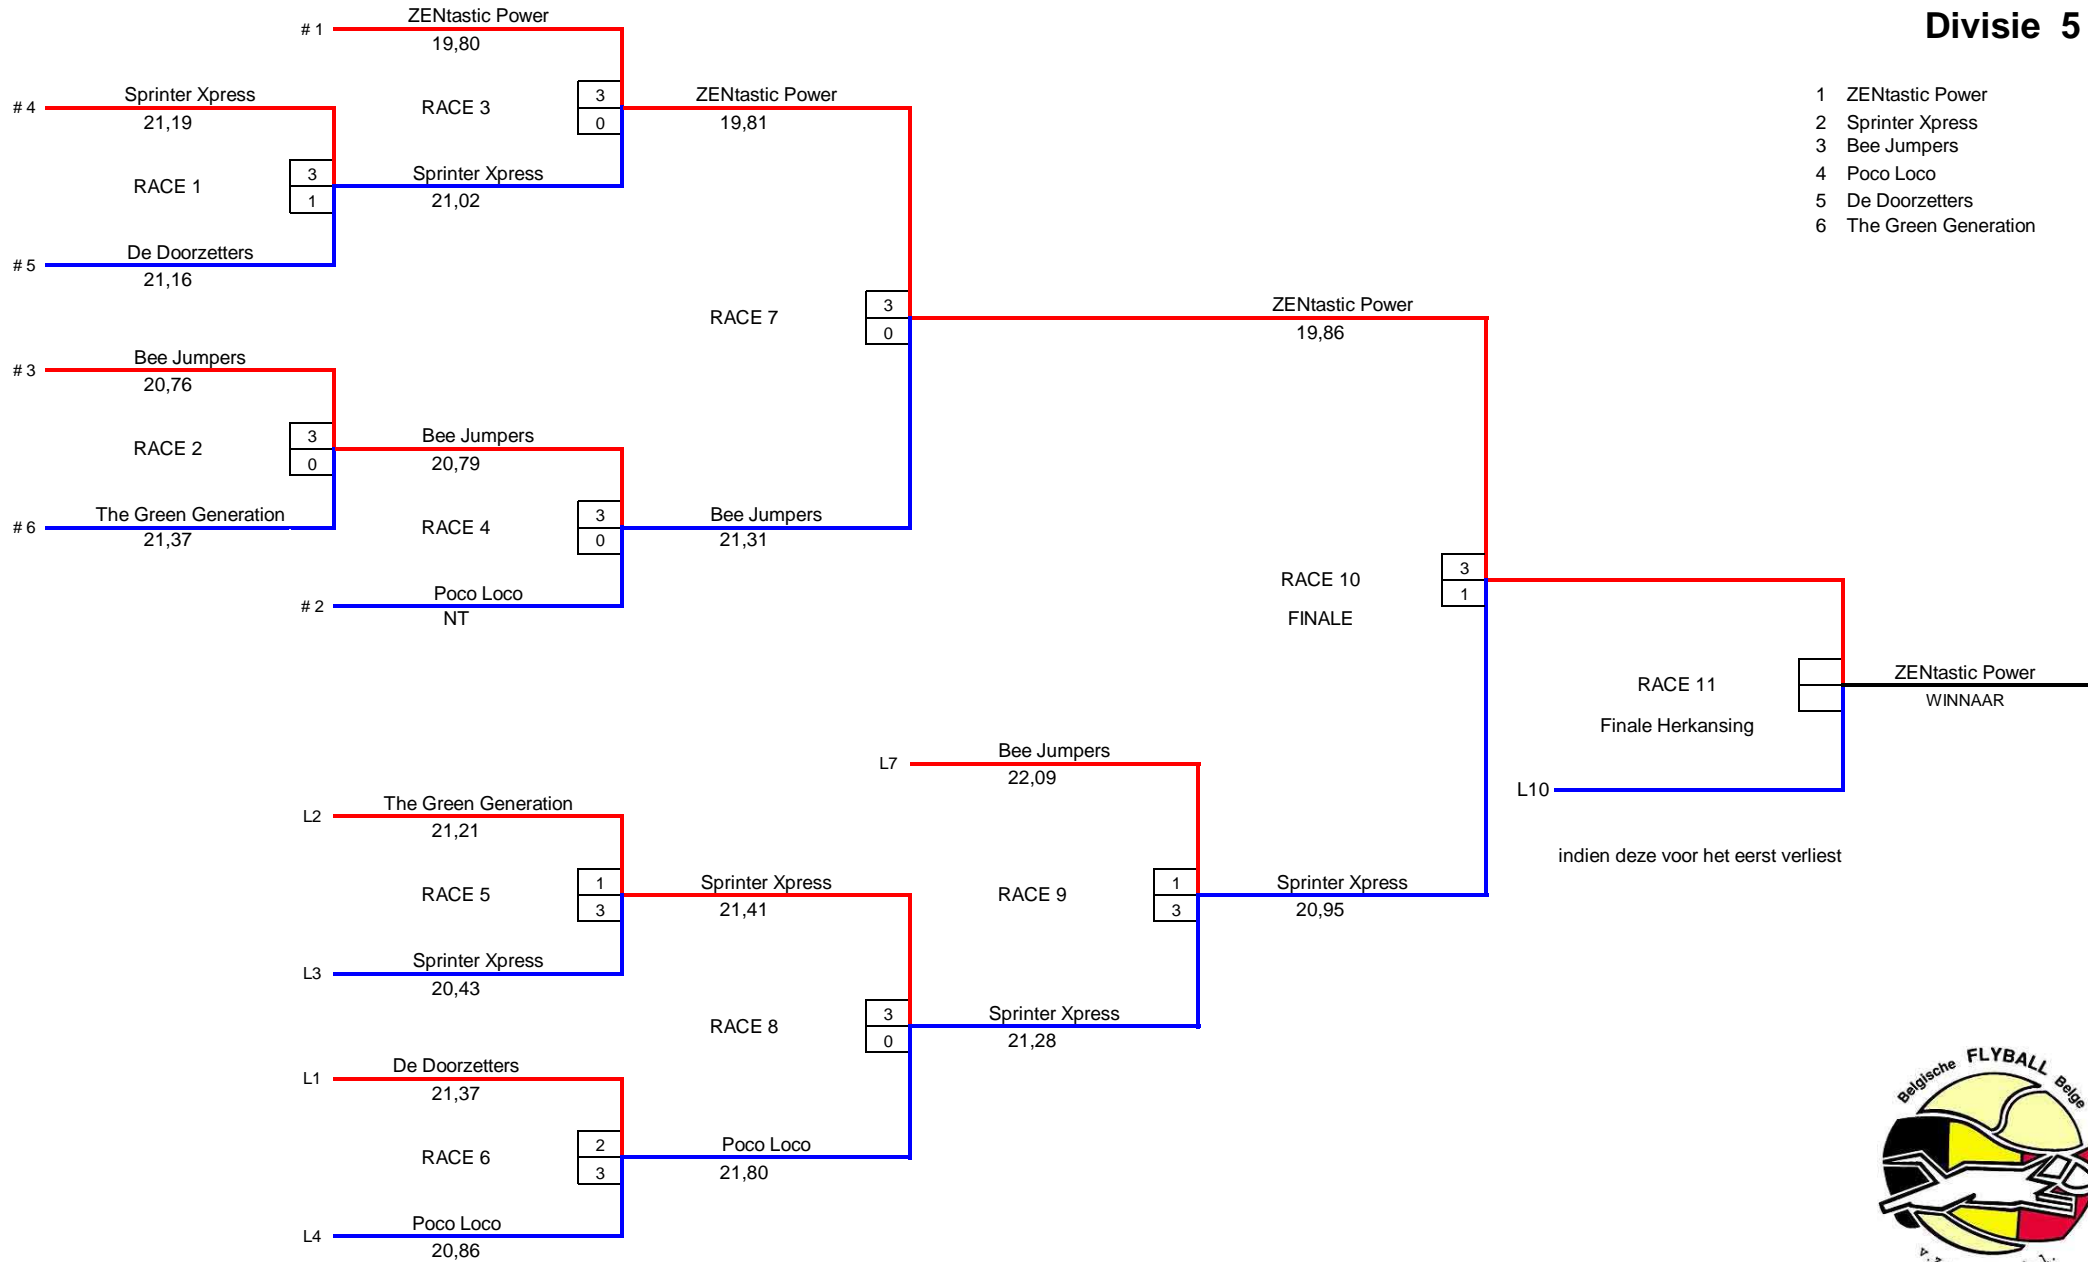 Divisie 5
1 ZENtastic Power
2 Sprinter Xpress
3 Bee Jumpers
4 Poco Loco
5 De Doorzetters
6 The Green Generation
# 1 ZENtastic Power
19,80
# 4 Sprinter Xpress
21,19
RACE 3
3
0
ZENtastic Power
19,81
RACE 1
3
1
Sprinter Xpress
21,02
# 5 De Doorzetters
21,16
RACE 7
3
0
ZENtastic Power
19,86
# 3 Bee Jumpers
20,76
RACE 2
3
0
Bee Jumpers
20,79
# 6 The Green Generation
21,37
RACE 4
3
0
Bee Jumpers
21,31
# 2 Poco Loco
NT
RACE 10
FINALE
3
1
RACE 11
Finale Herkansing
ZENtastic Power
WINNAAR
L10
indien deze voor het eerst verliest
L7 Bee Jumpers
22,09
L2 The Green Generation
21,21
RACE 5
1
3
Sprinter Xpress
21,41
RACE 9
1
3
Sprinter Xpress
20,95
L3 Sprinter Xpress
20,43
RACE 8
3
0
Sprinter Xpress
21,28
L1 De Doorzetters
21,37
RACE 6
2
3
Poco Loco
21,80
L4 Poco Loco
20,86
Belgische FLYBALL Belge